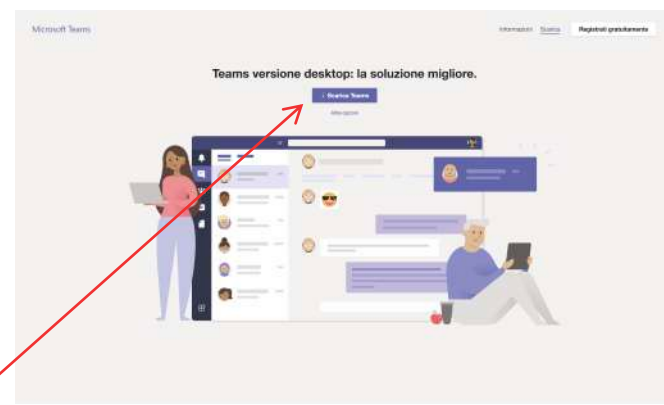 Microsoft Teams
Informazioni Scarica Registrati gratuitamente
Teams versione desktop: la soluzione migliore.
↓ Scarica Teams
Altre opzioni